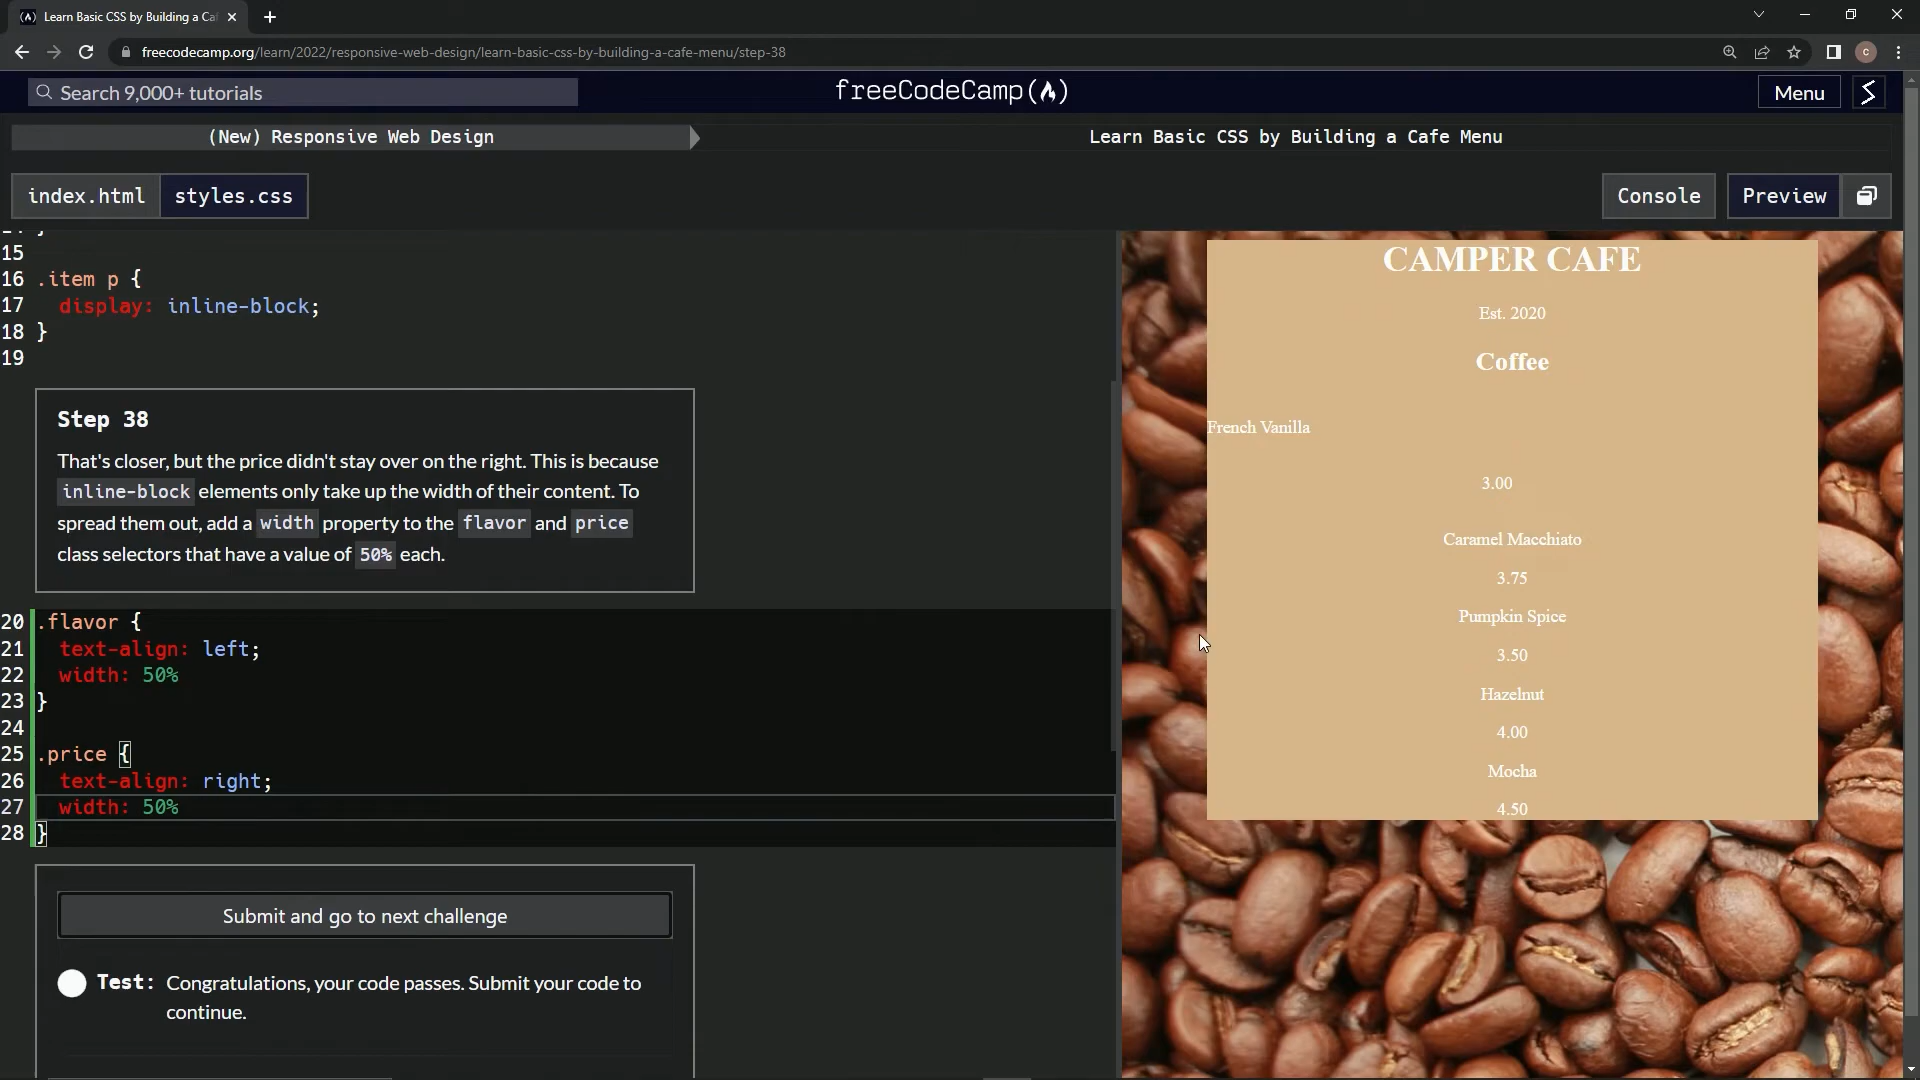 Learn Basic CSS by Building a Caf
freecodecamp.org/learn/2022/responsive-web-design/learn-basic-css-by-building-a-cafe-menu/step-38
C
Search 9,000+ tutorials
freeCodeCamp
Menu
(New) Responsive Web Design
Learn Basic CSS by Building a Cafe Menu
index.html
styles.css
Console
Preview
15
16 .item p {
17 display: inline-block;
18 }
19
Step 38
That's closer, but the price didn't stay over on the right. This is because
inline-block elements only take up the width of their content. To
spread them out, add a width property to the flavor and price
class selectors that have a value of 50% each.
20 .flavor {
21 text-align: left;
22 width: 50%
23 }
24
25 .price {
26 text-align: right;
27 width: 50%
28 }
Submit and go to next challenge
Test: Congratulations, your code passes. Submit your code to
continue.
CAMPER CAFE
Est. 2020
Coffee
French Vanilla
3.00
Caramel Macchiato
3.75
Pumpkin Spice
3.50
Hazelnut
4.00
Mocha
4.50